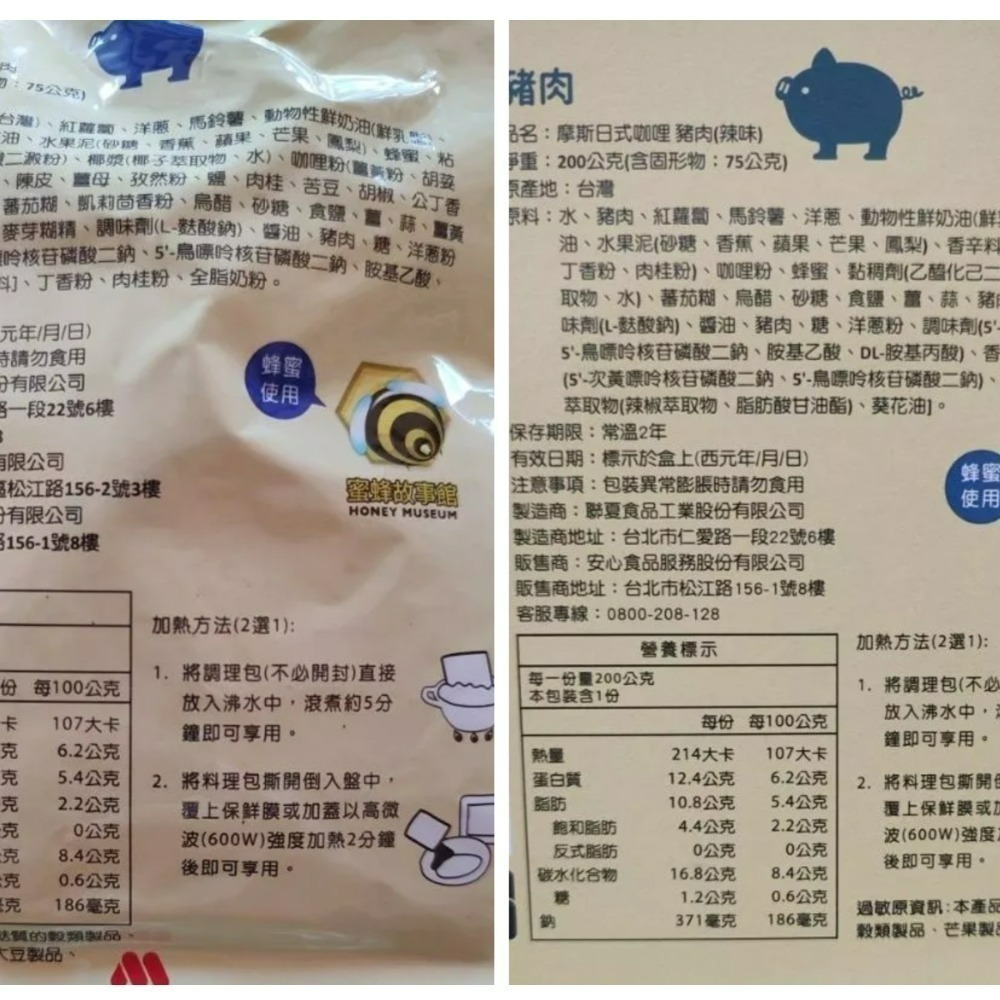 肉
物：75公克)
台灣)、紅蘿蔔、洋蔥、馬鈴薯、動物性鮮奶油(鮮乳
油、水果泥(砂糖、香蕉、蘋果、芒果、鳳梨)、蜂蜜、粘
二澱粉)、椰漿(椰子萃取物、水)、咖哩粉(薑黃粉、胡荽
、陳皮、薑母、孜然粉、鹽、肉桂、苦豆、胡椒、公丁香
蕃茄糊、凱莉茴香粉、烏醋、砂糖、食鹽、薑、蒜、薑黃
麥芽糊精、調味劑(L-麩酸鈉)、醬油、豬肉、糖、洋蔥粉
嘌呤核苷磷酸二鈉、5'-鳥嘌呤核苷磷酸二鈉、胺基乙酸、
料]、丁香粉、肉桂粉、全脂奶粉。
元年/月/日)
時請勿食用
份有限公司
路一段22號6樓
8
有限公司
區松江路156-2號3樓
份有限公司
路156-1號8樓
蜂蜜
使用
蜜蜂故事館
HONEY MUSEUM
份 每100公克
卡 107大卡
克 6.2公克
克 5.4公克
克 2.2公克
克 0公克
克 8.4公克
克 0.6公克
毫克 186毫克
麩質的穀類製品、
大豆製品、
加熱方法(2選1):
1. 將調理包(不必開封)直接
放入沸水中，滾煮約5分
鐘即可享用。
2. 將料理包撕開倒入盤中，
覆上保鮮膜或加蓋以高微
波(600W)強度加熱2分鐘
後即可享用。
豬肉
品名：摩斯日式咖哩 豬肉(辣味)
淨重：200公克(含固形物：75公克)
原產地：台灣
原料：水、豬肉、紅蘿蔔、馬鈴薯、洋蔥、動物性鮮奶油(鮮
油、水果泥(砂糖、香蕉、蘋果、芒果、鳳梨)、香辛料
丁香粉、肉桂粉)、咖哩粉、蜂蜜、黏稠劑(乙醯化己二
取物、水)、蕃茄糊、烏醋、砂糖、食鹽、薑、蒜、豬
味劑(L-麩酸鈉)、醬油、豬肉、糖、洋蔥粉、調味劑(5'-
5'-鳥嘌呤核苷磷酸二鈉、胺基乙酸、DL-胺基丙酸)、香
(5'-次黃嘌呤核苷磷酸二鈉、5'-鳥嘌呤核苷磷酸二鈉)、
萃取物(辣椒萃取物、脂肪酸甘油酯)、葵花油]。
保存期限：常溫2年
有效日期：標示於盒上(西元年/月/日)
注意事項：包裝異常膨脹時請勿食用
製造商：聯夏食品工業股份有限公司
製造商地址：台北市仁愛路一段22號6樓
販售商：安心食品服務股份有限公司
販售商地址：台北市松江路156-1號8樓
客服專線：0800-208-128
蜂蜜
使用
營養標示
每一份量200公克
本包裝含1份
每份 每100公克
熱量 214大卡 107大卡
蛋白質 12.4公克 6.2公克
脂肪 10.8公克 5.4公克
飽和脂肪 4.4公克 2.2公克
反式脂肪 0公克 0公克
碳水化合物 16.8公克 8.4公克
糖 1.2公克 0.6公克
鈉 371毫克 186毫克
加熱方法(2選1):
1. 將調理包(不必
放入沸水中，滾
鐘即可享用。
2. 將料理包撕開倒
覆上保鮮膜或加
波(600W)強度
後即可享用。
過敏原資訊:本產品
穀類製品、芒果製品